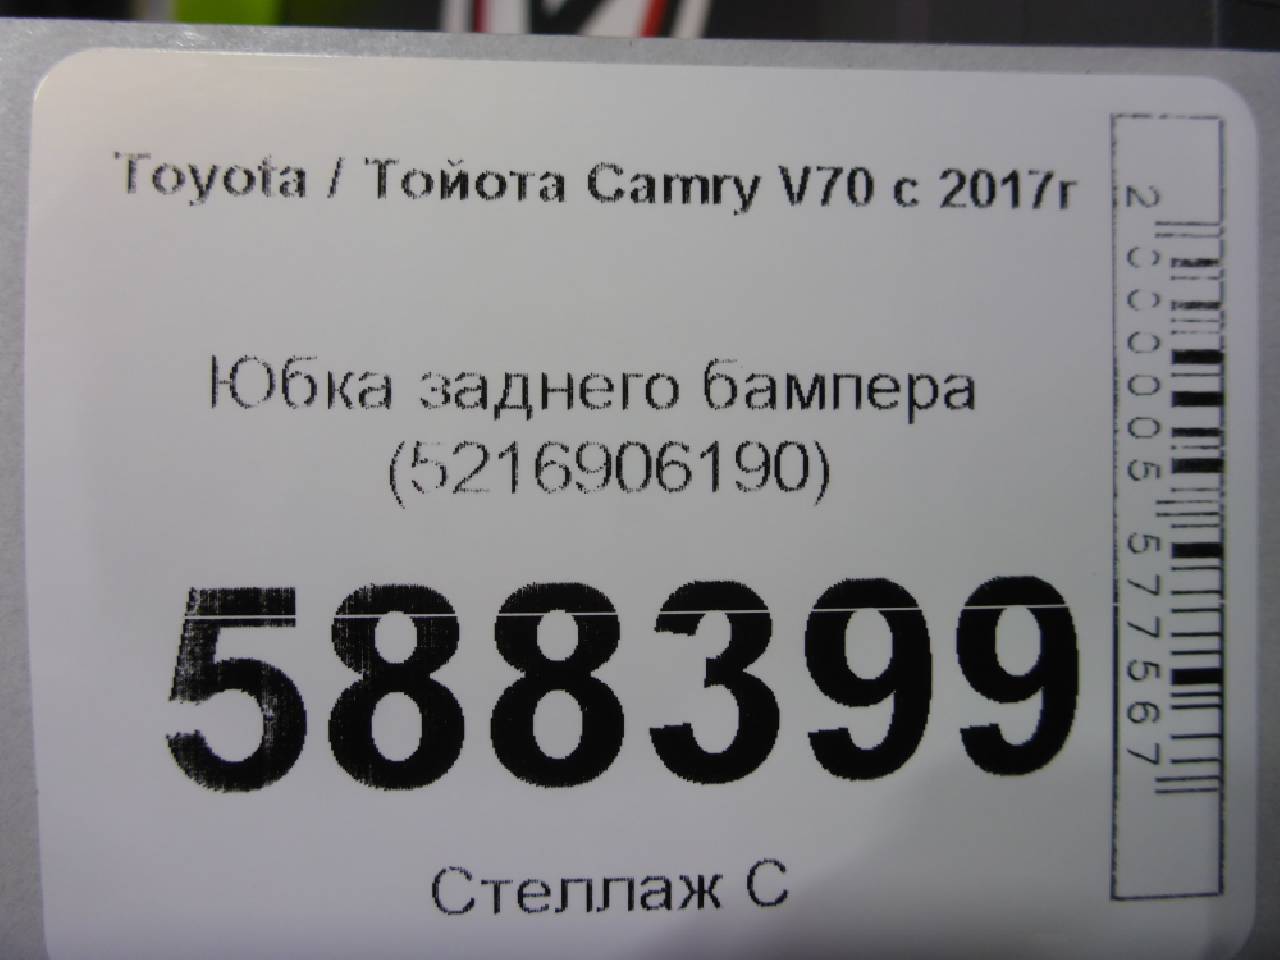 Toyota / Тойота Camry V70 с 2017г
Юбка заднего бампера
(5216906190)
588399
Стеллаж С
2000005577567